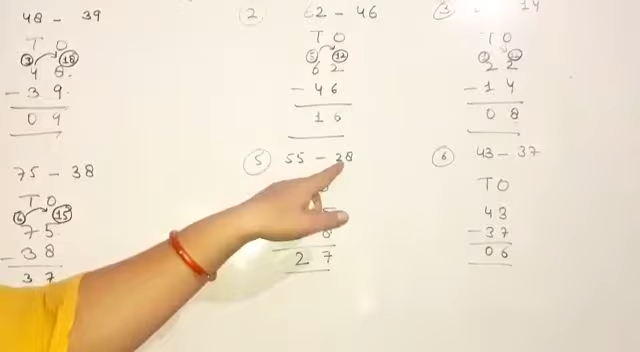 48 - 39
T O
3 18
4 8
- 3 9
0 9
2 62 - 46
T O
5 12
6 2
- 4 6
1 6
3 14
T O
12
2 2
- 1 4
0 8
75 - 38
T O
6 15
7 5
- 3 8
3 7
5 55 - 28
2 7
6 43 - 37
T O
4 3
- 3 7
0 6